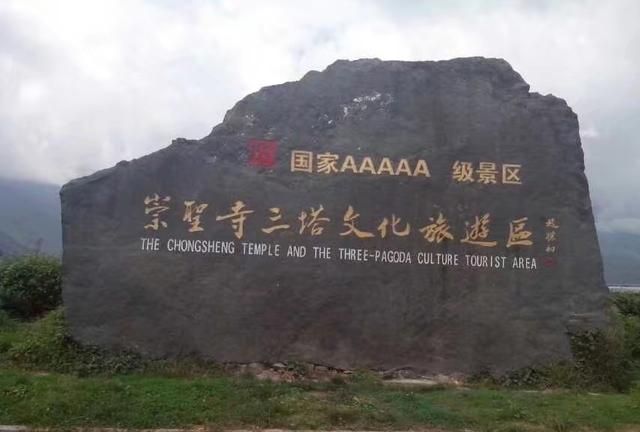 国家AAAAA 级景区
崇聖寺三塔文化旅遊區
THE CHONGSHENG TEMPLE AND THE THREE-PAGODA CULTURE TOURIST AREA